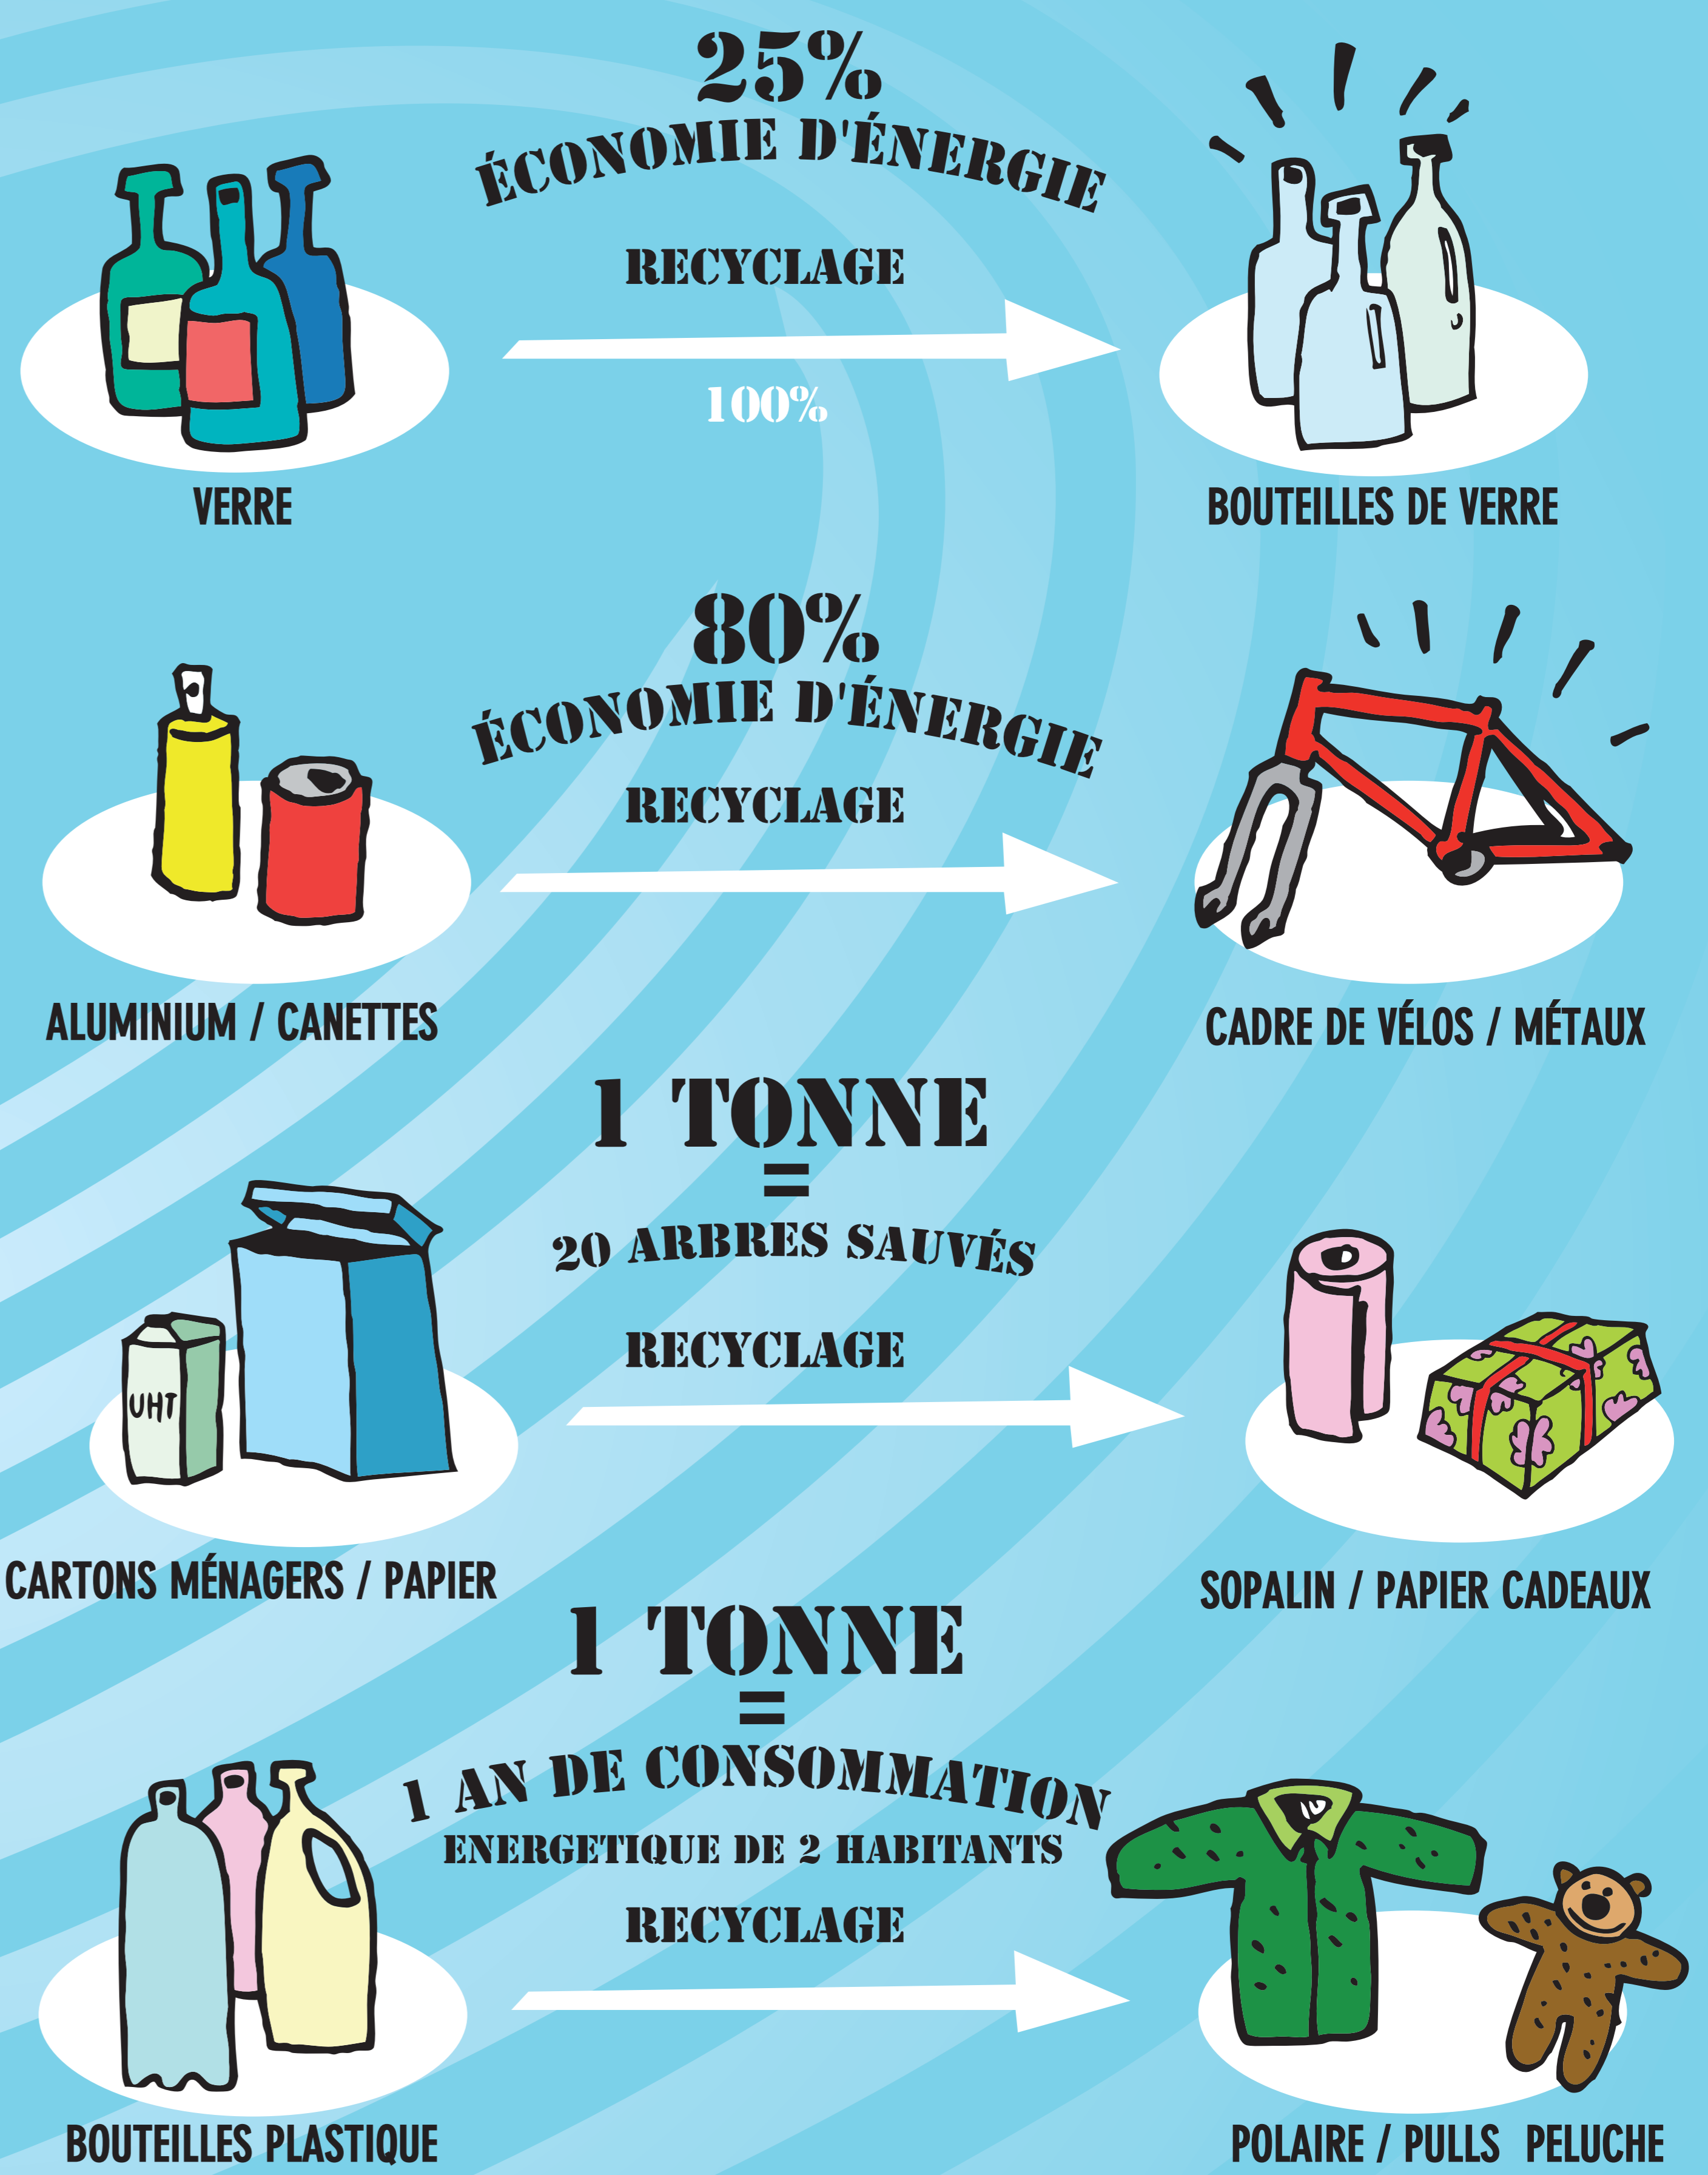 25%
ÉCONOMIE D'ÉNERGIE
RECYCLAGE
100%
VERRE
BOUTEILLES DE VERRE
80%
ÉCONOMIE D'ÉNERGIE
RECYCLAGE
ALUMINIUM / CANETTES
CADRE DE VÉLOS / MÉTAUX
1 TONNE
=
20 ARBRES SAUVÉS
RECYCLAGE
UHT
CARTONS MÉNAGERS / PAPIER
SOPALIN / PAPIER CADEAUX
1 TONNE
=
1 AN DE CONSOMMATION
ENERGETIQUE DE 2 HABITANTS
RECYCLAGE
BOUTEILLES PLASTIQUE
POLAIRE / PULLS PELUCHE